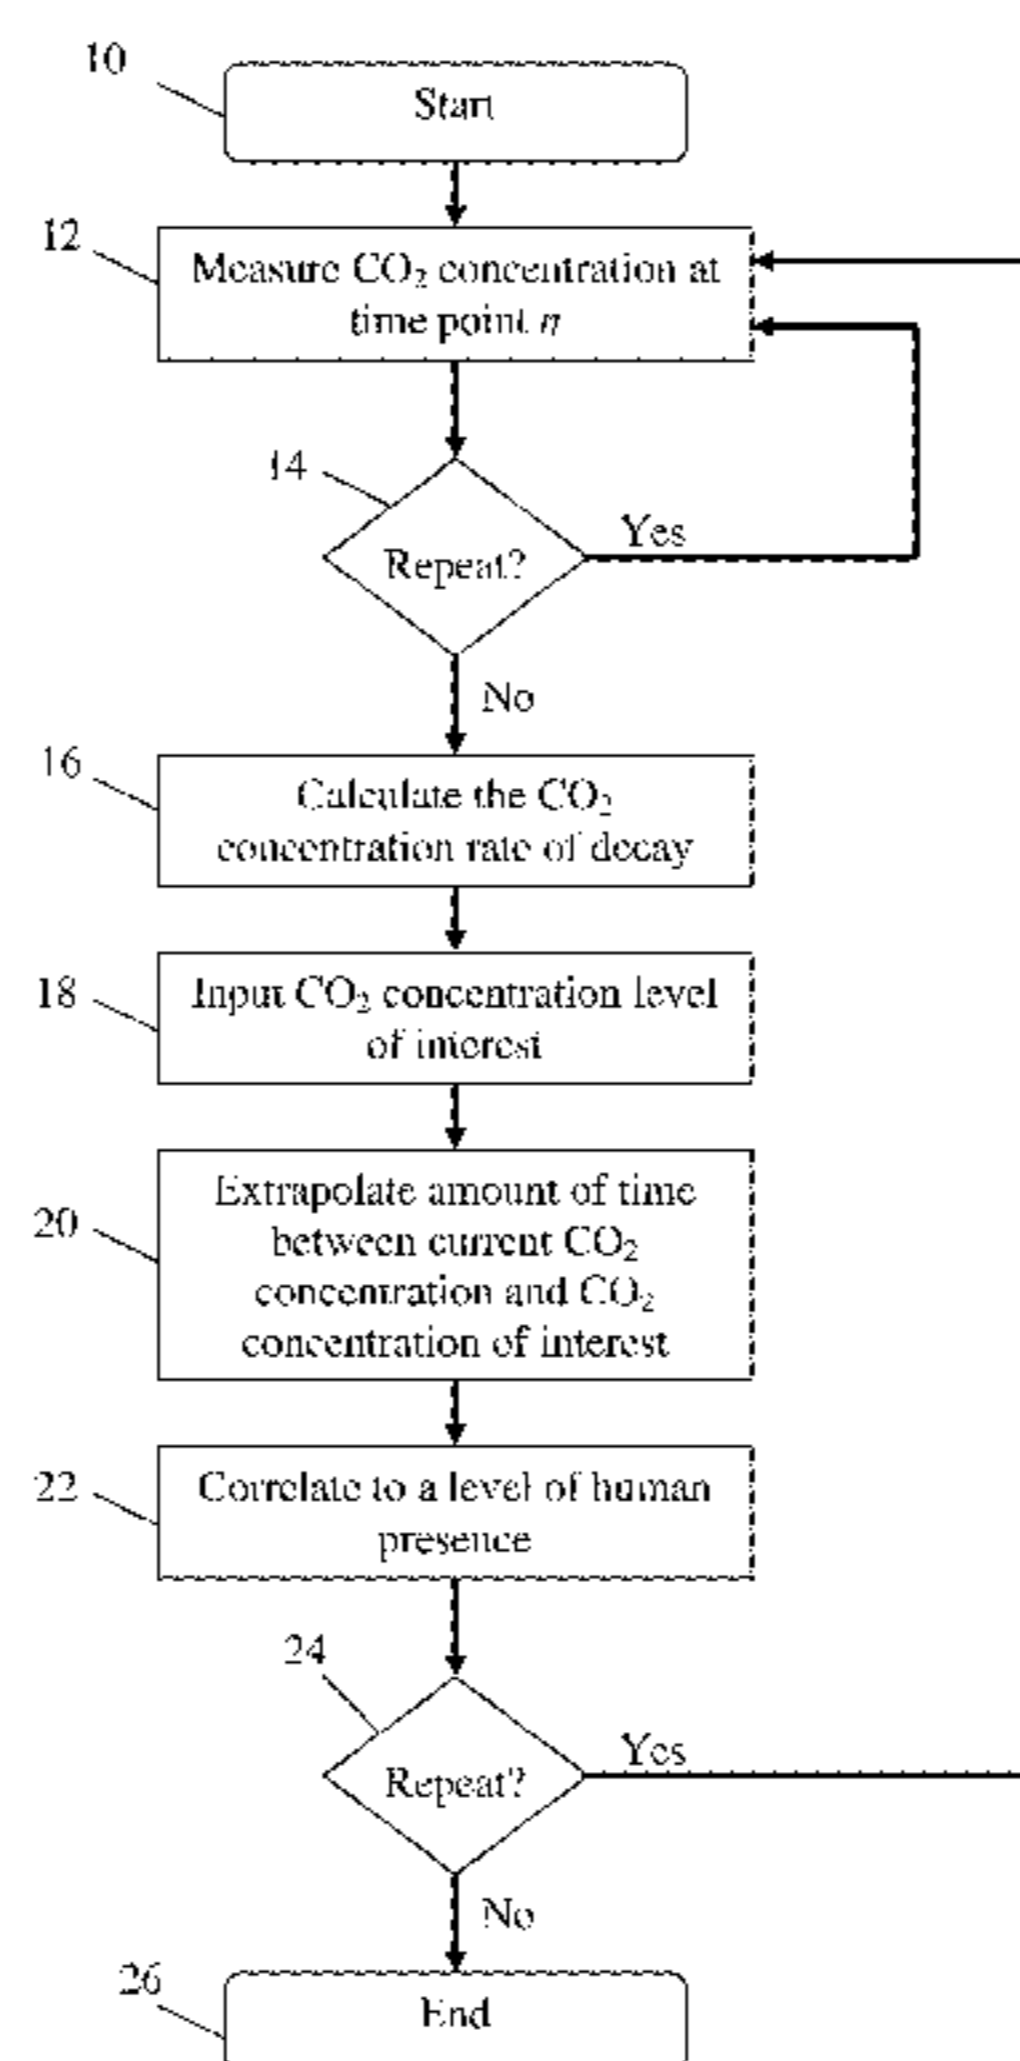 10
Start
12
Measure CO₂ concentration at
time point n
14
Repeat?
Yes
No
16
Calculate the CO₂
concentration rate of decay
18
Input CO₂ concentration level
of interest
20
Extrapolate amount of time
between current CO₂
concentration and CO₂
concentration of interest
22
Correlate to a level of human
presence
24
Repeat?
Yes
No
26
End